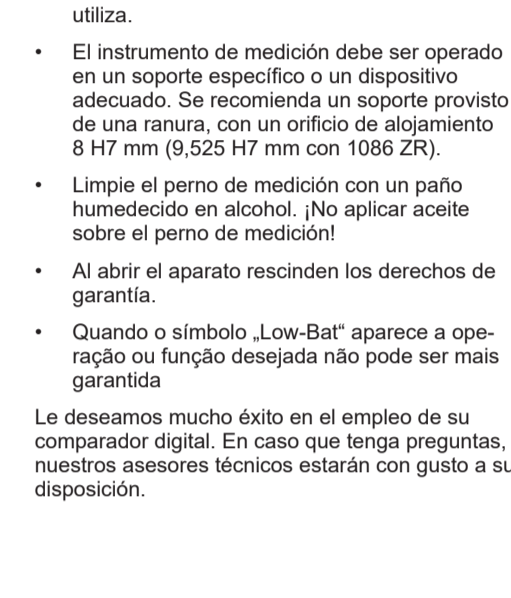 utiliza.
• El instrumento de medición debe ser operado
en un soporte específico o un dispositivo
adecuado. Se recomienda un soporte provisto
de una ranura, con un orificio de alojamiento
8 H7 mm (9,525 H7 mm con 1086 ZR).
• Limpie el perno de medición con un paño
humedecido en alcohol. ¡No aplicar aceite
sobre el perno de medición!
• Al abrir el aparato rescinden los derechos de
garantía.
• Quando o símbolo „Low-Bat“ aparece a ope-
ração ou função desejada não pode ser mais
garantida
Le deseamos mucho éxito en el empleo de su
comparador digital. En caso que tenga preguntas,
nuestros asesores técnicos estarán con gusto a su
disposición.